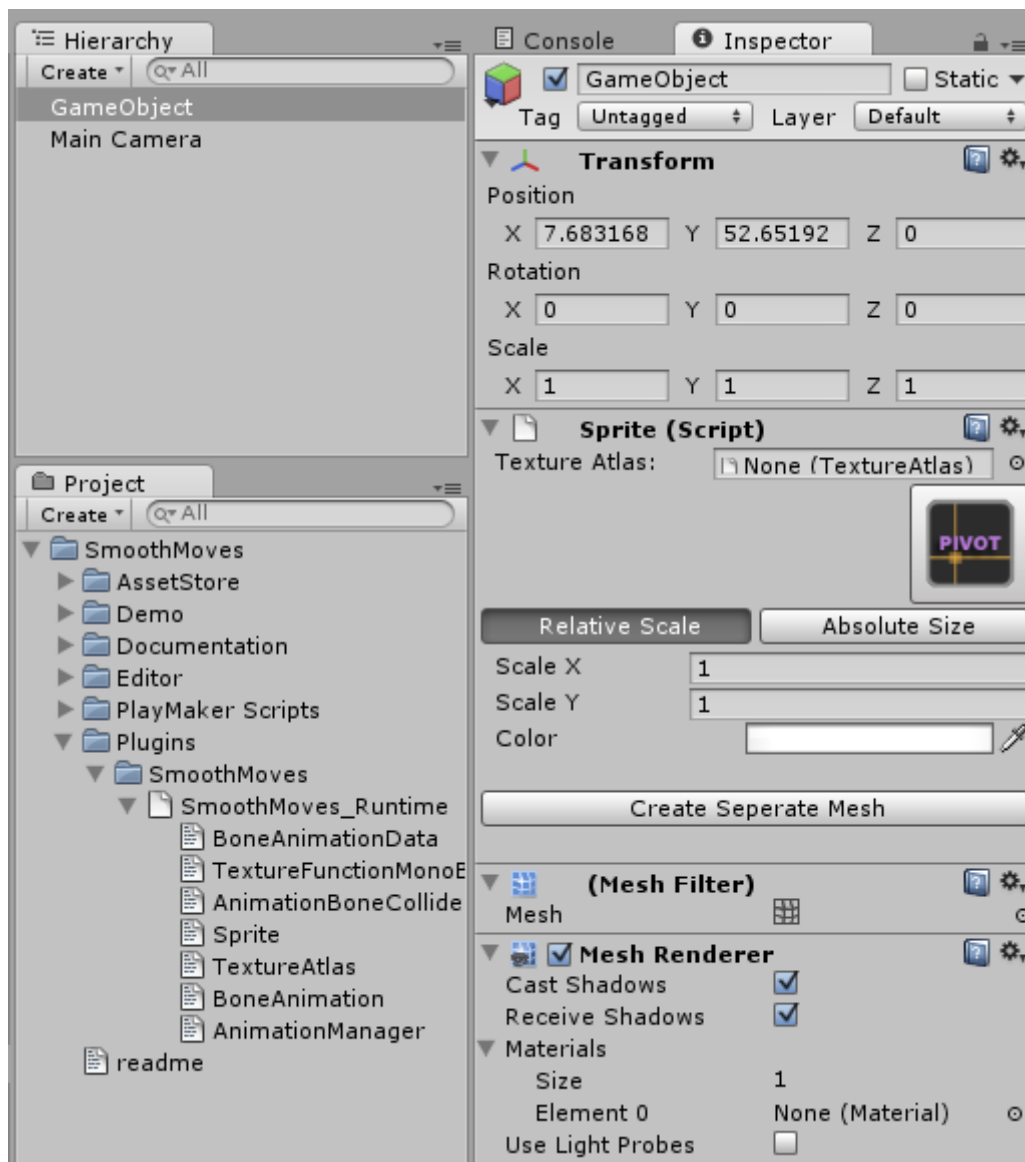 Hierarchy
Create All
GameObject
Main Camera
Project
Create All
SmoothMoves
AssetStore
Demo
Documentation
Editor
PlayMaker Scripts
Plugins
SmoothMoves
SmoothMoves_Runtime
BoneAnimationData
TextureFunctionMonoB
AnimationBoneCollide
Sprite
TextureAtlas
BoneAnimation
AnimationManager
readme
Console Inspector
GameObject Static
Tag Untagged Layer Default
Transform
Position
X 7.683168 Y 52.65192 Z 0
Rotation
X 0 Y 0 Z 0
Scale
X 1 Y 1 Z 1
Sprite (Script)
Texture Atlas: None (TextureAtlas)
PIVOT
Relative Scale Absolute Size
Scale X 1
Scale Y 1
Color
Create Seperate Mesh
(Mesh Filter)
Mesh
Mesh Renderer
Cast Shadows
Receive Shadows
Materials
Size 1
Element 0 None (Material)
Use Light Probes